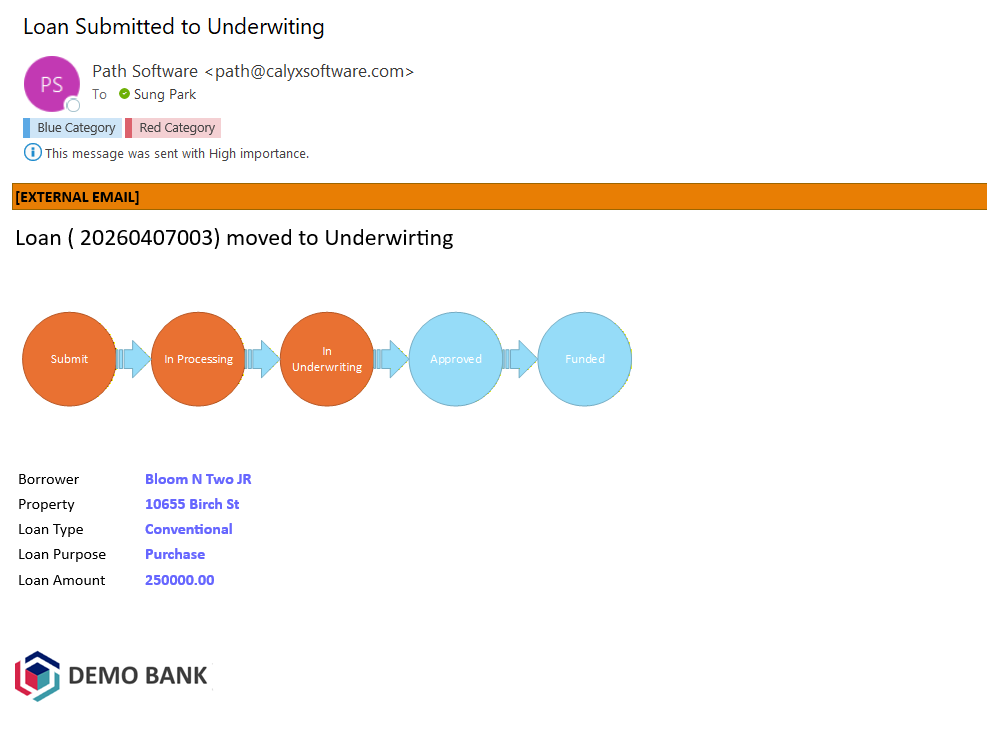 Loan Submitted to Underwiting
PS
Path Software <path@calyxsoftware.com>
To Sung Park
Blue Category Red Category
This message was sent with High importance.
[EXTERNAL EMAIL]
Loan ( 20260407003) moved to Underwirting
Submit
In Processing
In
Underwriting
Approved
Funded
Borrower Bloom N Two JR
Property 10655 Birch St
Loan Type Conventional
Loan Purpose Purchase
Loan Amount 250000.00
DEMO BANK